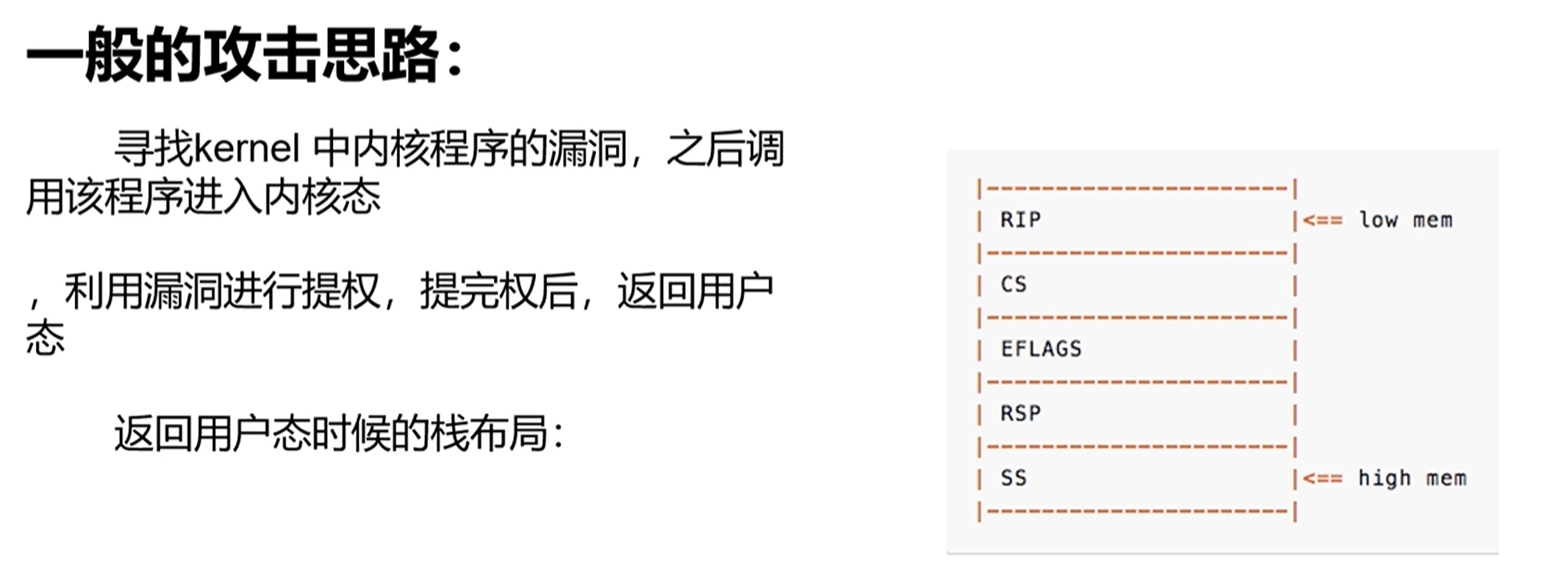 一般的攻击思路：
寻找kernel 中内核程序的漏洞，之后调
用该程序进入内核态
，利用漏洞进行提权，提完权后，返回用户
态
返回用户态时候的栈布局：
|----------------------|
| RIP                  |<== low mem
|----------------------|
| CS                   |
|----------------------|
| EFLAGS               |
|----------------------|
| RSP                  |
|----------------------|
| SS                   |<== high mem
|----------------------|